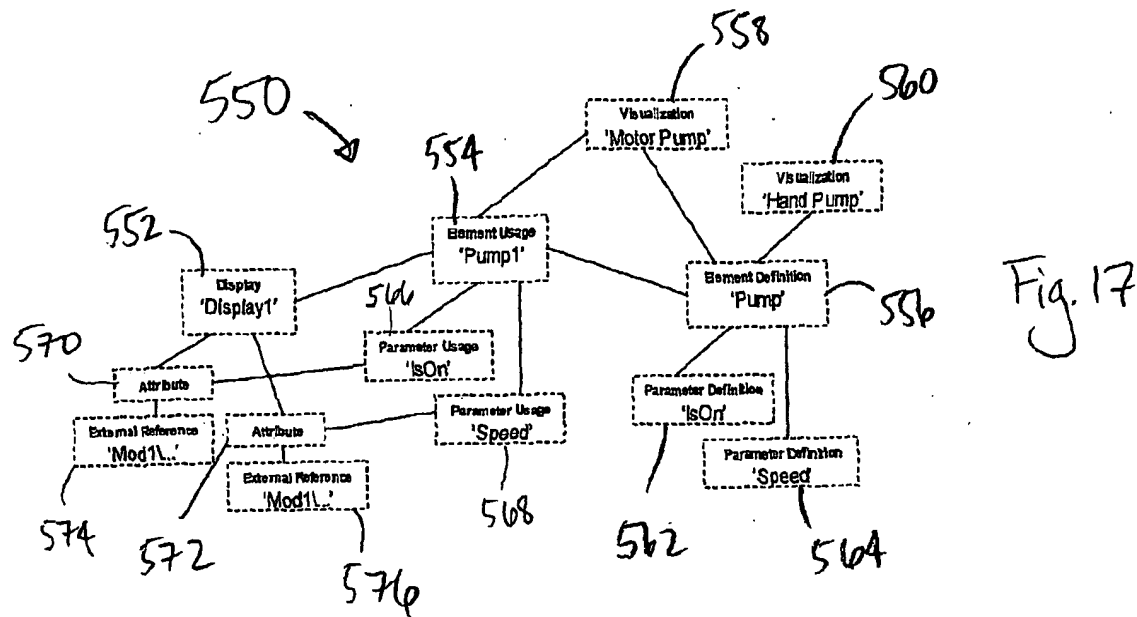 558
560
550
Visualization
'Motor Pump'
554
Visualization
'Hand Pump'
552
Element Usage
'Pump1'
Display
'Display1'
566
Element Definition
'Pump'
556
Fig. 17
570
Parameter Usage
'IsOn'
Attribute
Parameter Definition
'IsOn'
Parameter Usage
'Speed'
External Reference
'Mod1\..'
Attribute
Parameter Definition
'Speed'
External Reference
'Mod1\..'
568
574
572
562
564
576